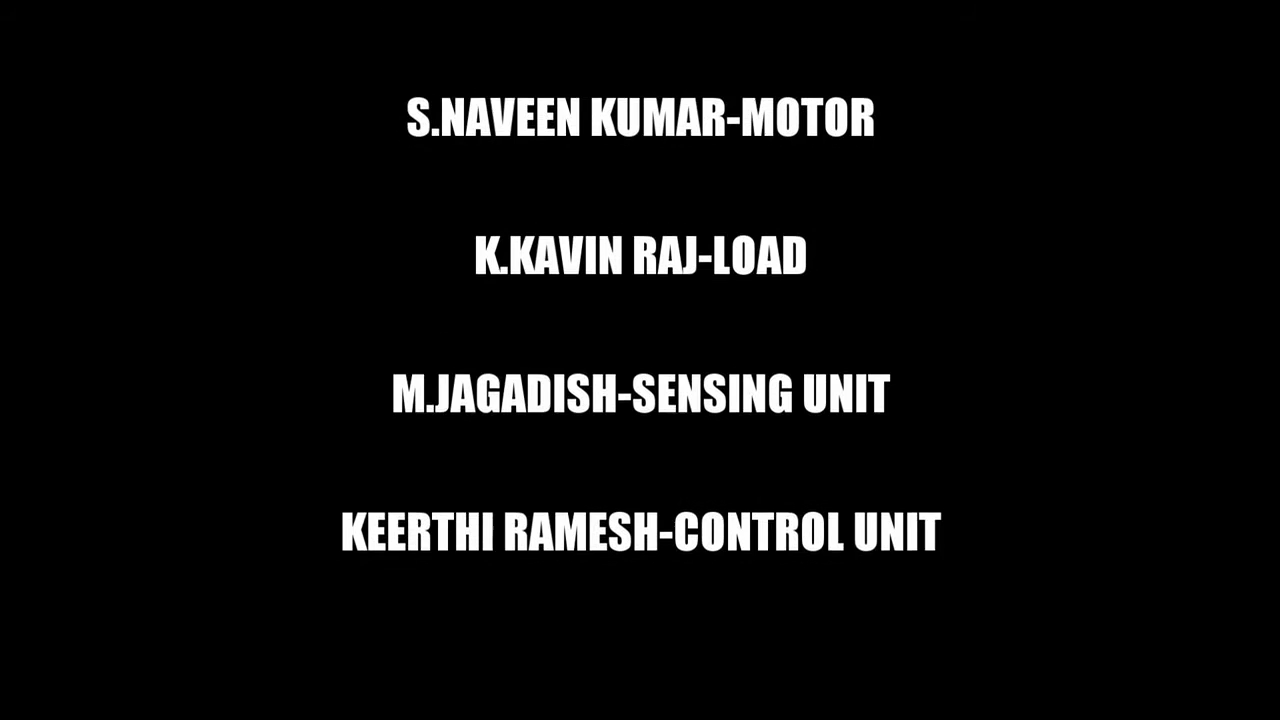 S.NAVEEN KUMAR-MOTOR
K.KAVIN RAJ-LOAD
M.JAGADISH-SENSING UNIT
KEERTHI RAMESH-CONTROL UNIT